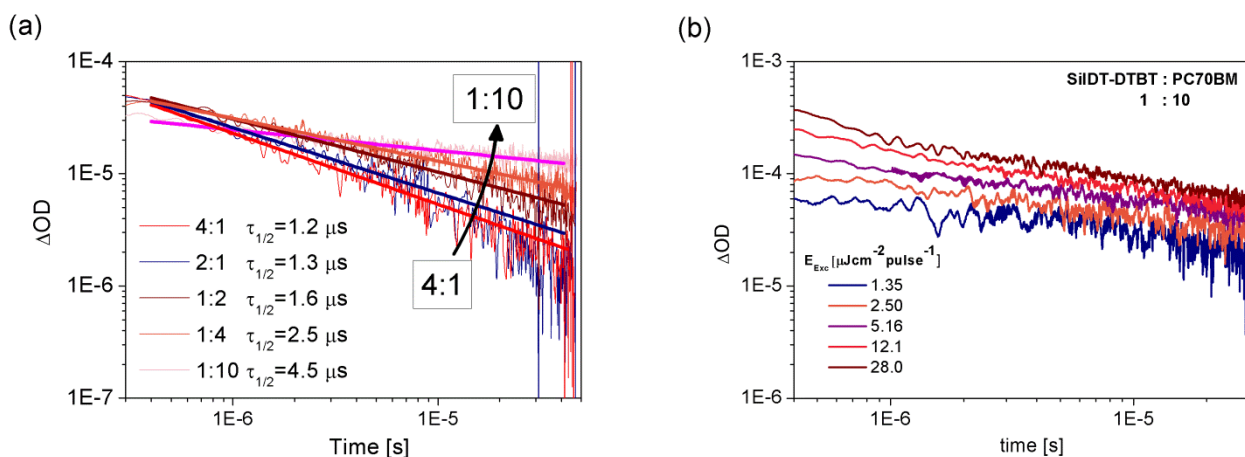 (a)
1E-4
1E-5
1E-6
1E-7
ΔOD
1:10
4:1
4:1 τ1/2=1.2 μs
2:1 τ1/2=1.3 μs
1:2 τ1/2=1.6 μs
1:4 τ1/2=2.5 μs
1:10 τ1/2=4.5 μs
1E-6 1E-5
Time [s]
(b)
1E-3
1E-4
1E-5
1E-6
ΔOD
SiIDT-DTBT : PC70BM
1 : 10
EExc [μJcm-2pulse-1]
1.35
2.50
5.16
12.1
28.0
1E-6 1E-5
time [s]